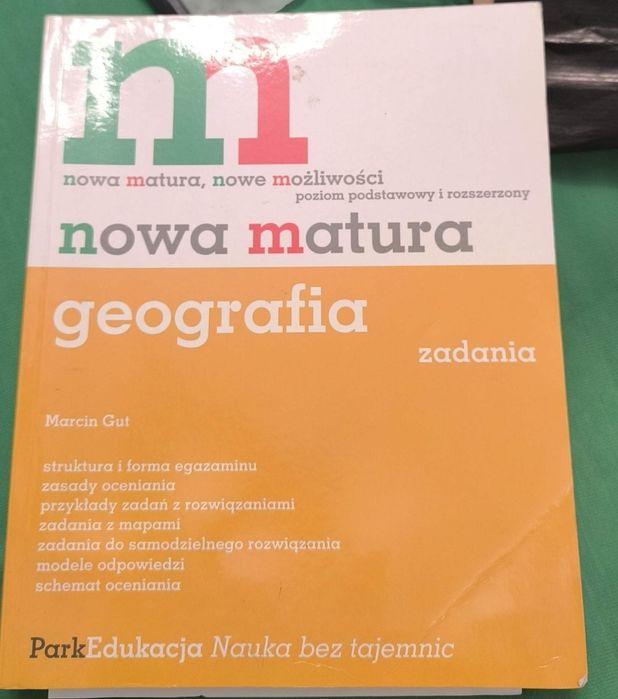 nm
nowa matura, nowe możliwości
poziom podstawowy i rozszerzony
nowa matura
geografia
zadania
Marcin Gut
struktura i forma egazaminu
zasady oceniania
przykłady zadań z rozwiązaniami
zadania z mapami
zadania do samodzielnego rozwiązania
modele odpowiedzi
schemat oceniania
ParkEdukacja Nauka bez tajemnic